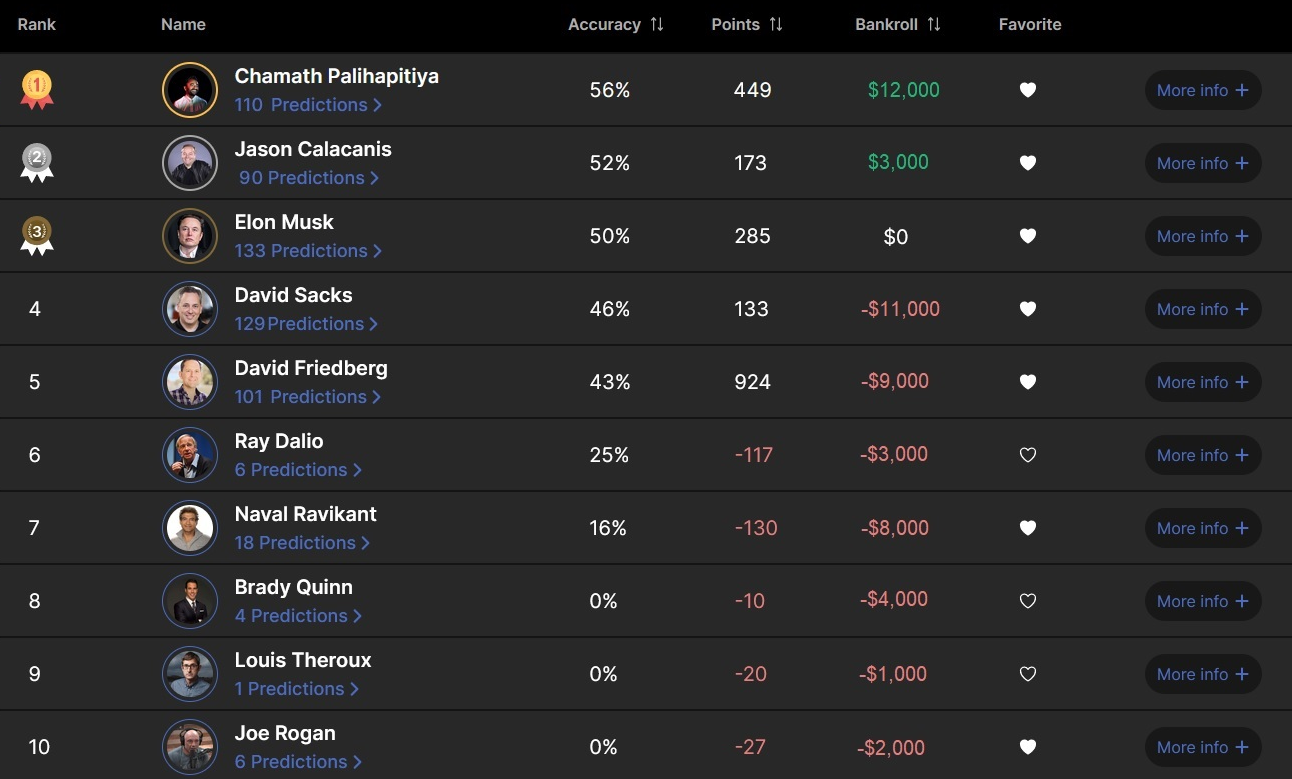 Rank Name Accuracy Points Bankroll Favorite
1 Chamath Palihapitiya 56% 449 $12,000 More info +
110 Predictions >
2 Jason Calacanis 52% 173 $3,000 More info +
90 Predictions >
3 Elon Musk 50% 285 $0 More info +
133 Predictions >
4 David Sacks 46% 133 -$11,000 More info +
129 Predictions >
5 David Friedberg 43% 924 -$9,000 More info +
101 Predictions >
6 Ray Dalio 25% -117 -$3,000 More info +
6 Predictions >
7 Naval Ravikant 16% -130 -$8,000 More info +
18 Predictions >
8 Brady Quinn 0% -10 -$4,000 More info +
4 Predictions >
9 Louis Theroux 0% -20 -$1,000 More info +
1 Predictions >
10 Joe Rogan 0% -27 -$2,000 More info +
6 Predictions >